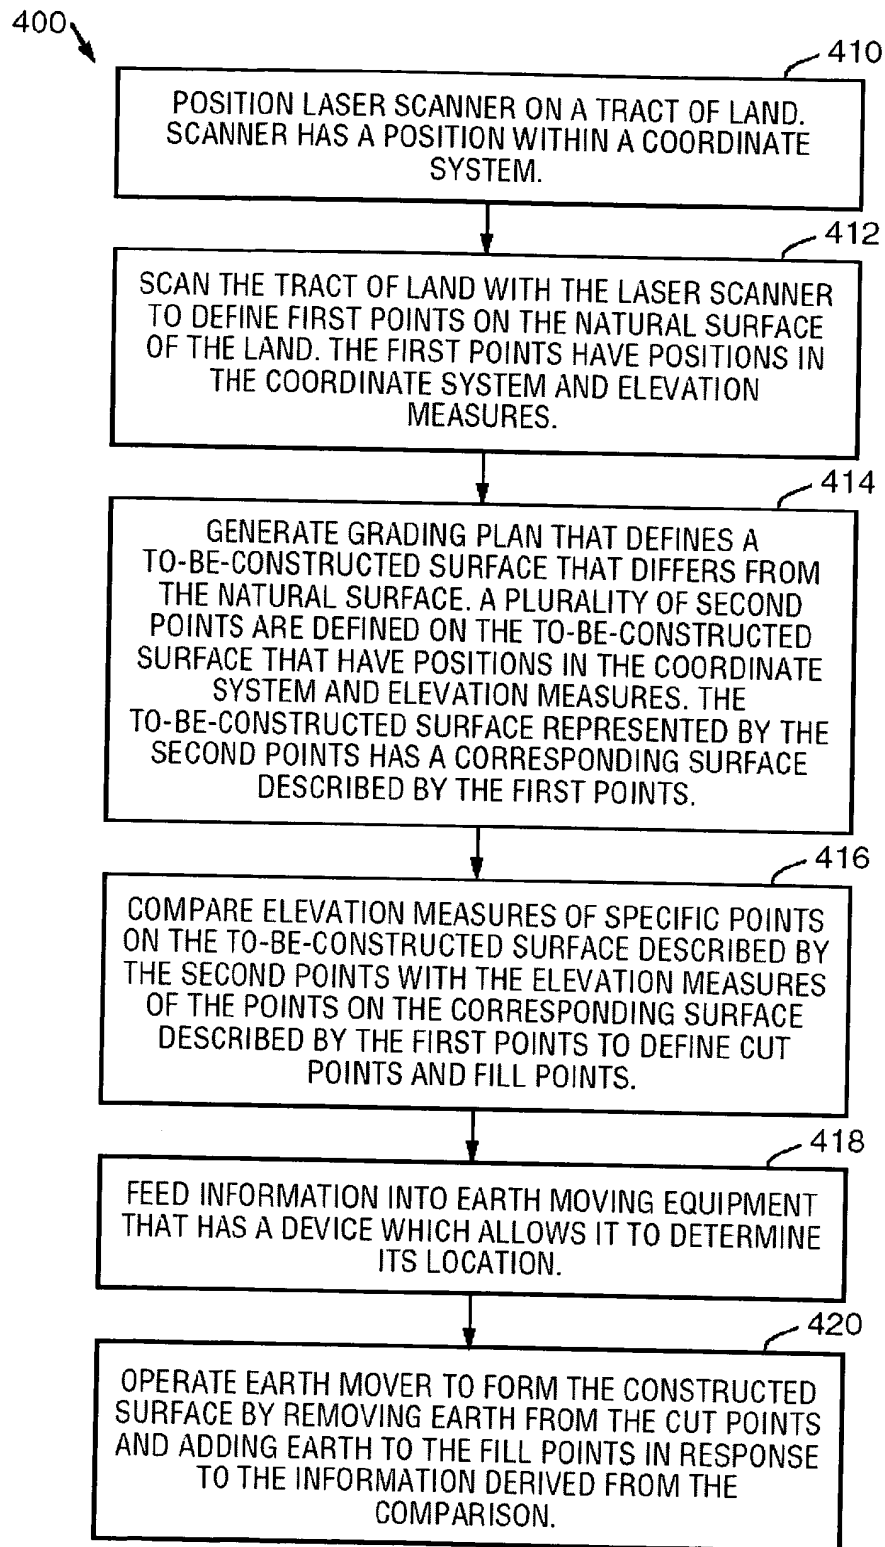 400
410
POSITION LASER SCANNER ON A TRACT OF LAND.
SCANNER HAS A POSITION WITHIN A COORDINATE
SYSTEM.
412
SCAN THE TRACT OF LAND WITH THE LASER SCANNER
TO DEFINE FIRST POINTS ON THE NATURAL SURFACE
OF THE LAND. THE FIRST POINTS HAVE POSITIONS IN
THE COORDINATE SYSTEM AND ELEVATION
MEASURES.
414
GENERATE GRADING PLAN THAT DEFINES A
TO-BE-CONSTRUCTED SURFACE THAT DIFFERS FROM
THE NATURAL SURFACE. A PLURALITY OF SECOND
POINTS ARE DEFINED ON THE TO-BE-CONSTRUCTED
SURFACE THAT HAVE POSITIONS IN THE COORDINATE
SYSTEM AND ELEVATION MEASURES. THE
TO-BE-CONSTRUCTED SURFACE REPRESENTED BY THE
SECOND POINTS HAS A CORRESPONDING SURFACE
DESCRIBED BY THE FIRST POINTS.
416
COMPARE ELEVATION MEASURES OF SPECIFIC POINTS
ON THE TO-BE-CONSTRUCTED SURFACE DESCRIBED BY
THE SECOND POINTS WITH THE ELEVATION MEASURES
OF THE POINTS ON THE CORRESPONDING SURFACE
DESCRIBED BY THE FIRST POINTS TO DEFINE CUT
POINTS AND FILL POINTS.
418
FEED INFORMATION INTO EARTH MOVING EQUIPMENT
THAT HAS A DEVICE WHICH ALLOWS IT TO DETERMINE
ITS LOCATION.
420
OPERATE EARTH MOVER TO FORM THE CONSTRUCTED
SURFACE BY REMOVING EARTH FROM THE CUT POINTS
AND ADDING EARTH TO THE FILL POINTS IN RESPONSE
TO THE INFORMATION DERIVED FROM THE
COMPARISON.